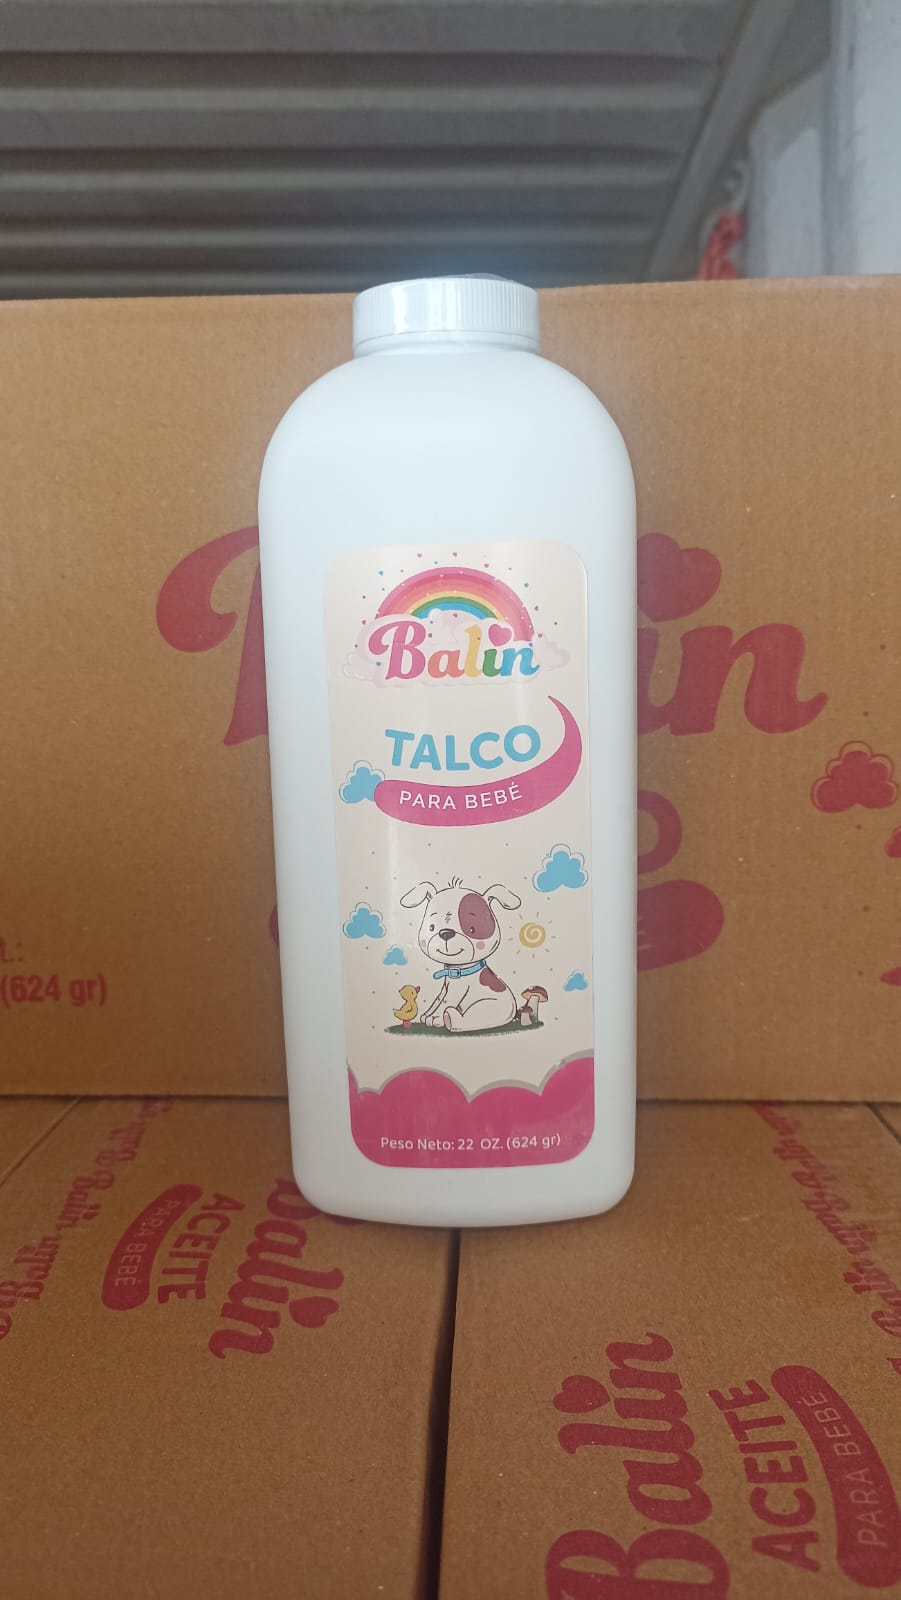 Balin
TALCO
PARA BEBÉ
Peso Neto: 22 OZ. (624 gr)
in
t.:
(624 gr)
Balin
ACEITE
PARA BEBÉ
Balin
Balin
ACEITE
PARA BEBÉ